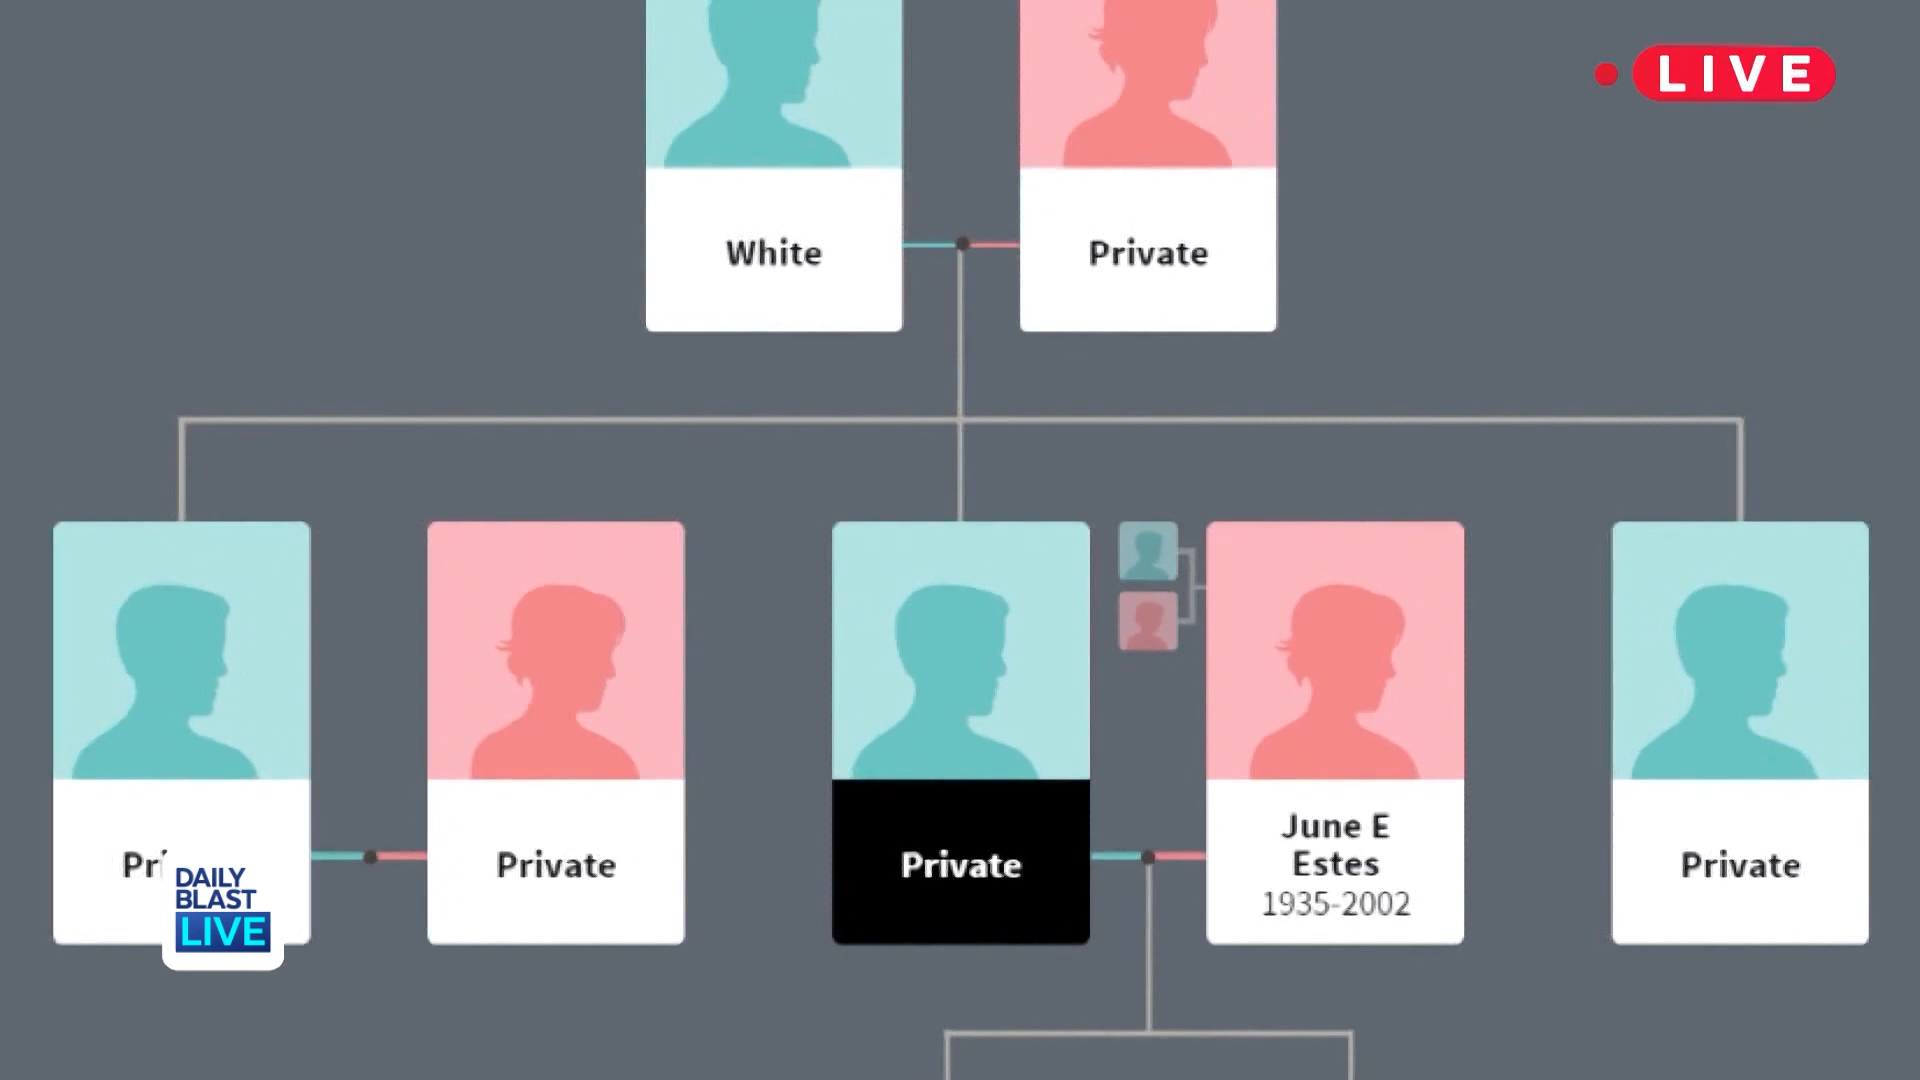 LIVE
White
Private
Private
Private
June E
Estes
1935-2002
Private
DAILY
BLAST
LIVE